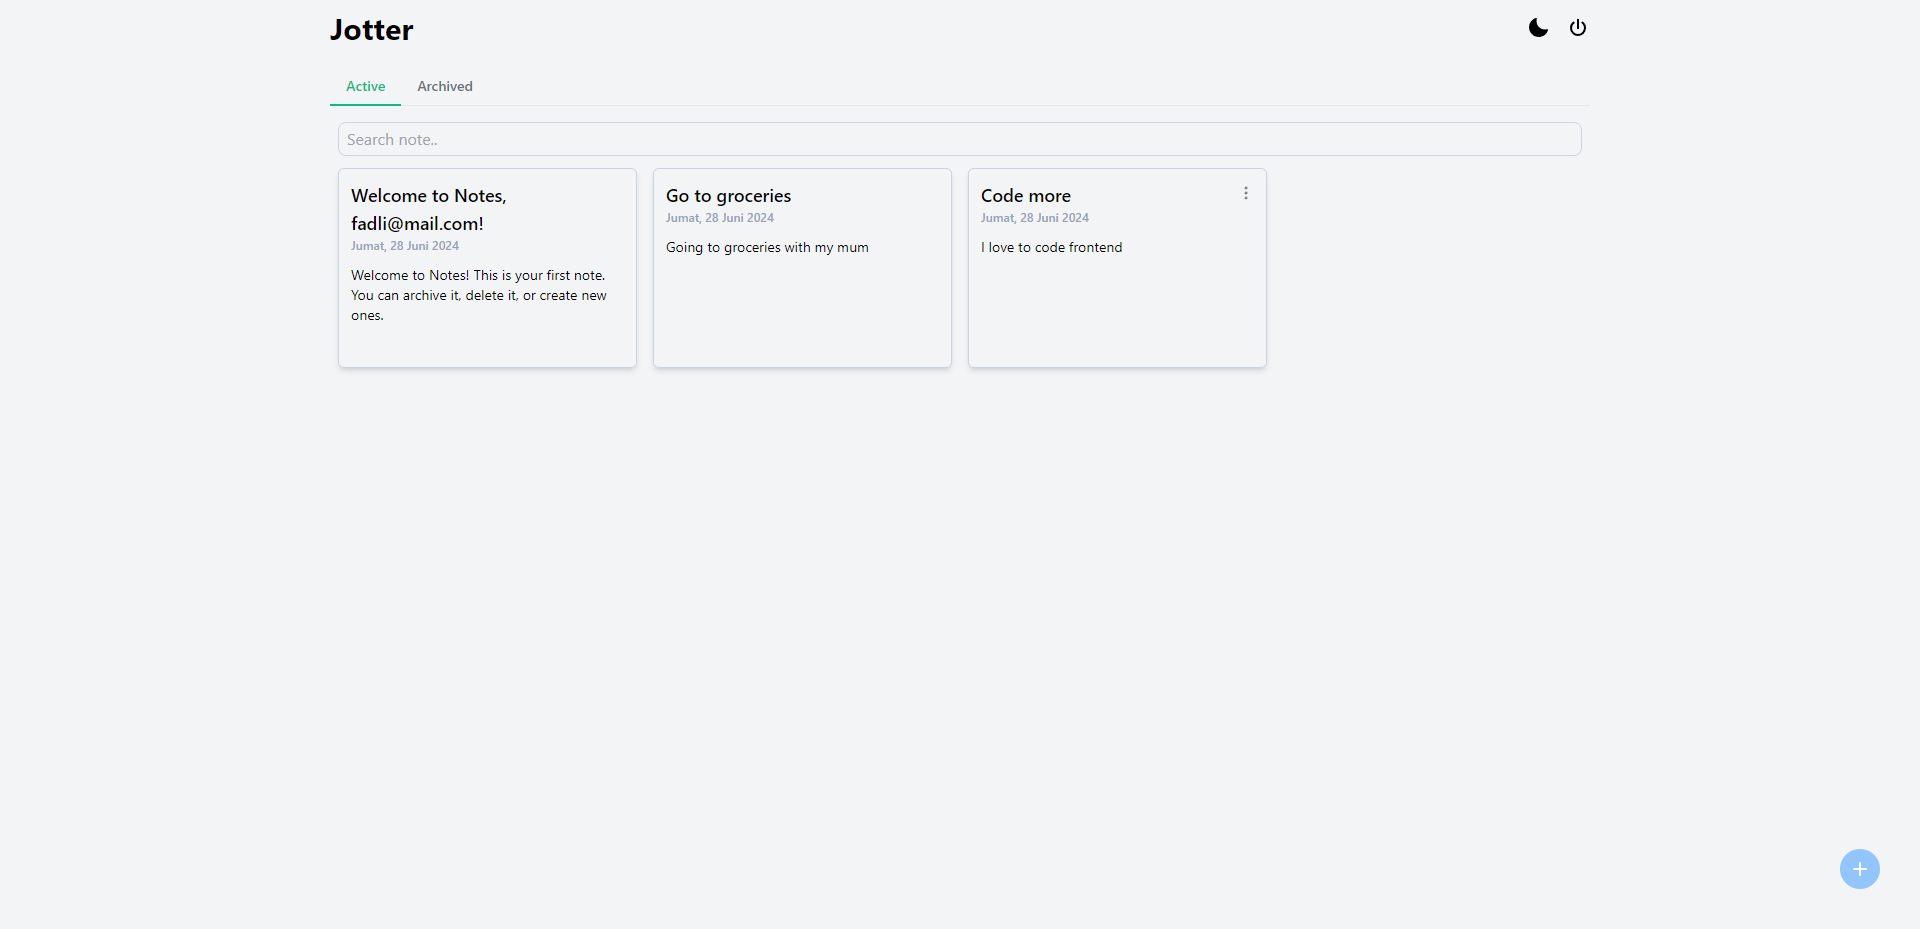 Jotter
Active
Archived
Search note..
Welcome to Notes,
fadli@mail.com!
Jumat, 28 Juni 2024
Welcome to Notes! This is your first note.
You can archive it, delete it, or create new
ones.
Go to groceries
Jumat, 28 Juni 2024
Going to groceries with my mum
Code more
Jumat, 28 Juni 2024
I love to code frontend